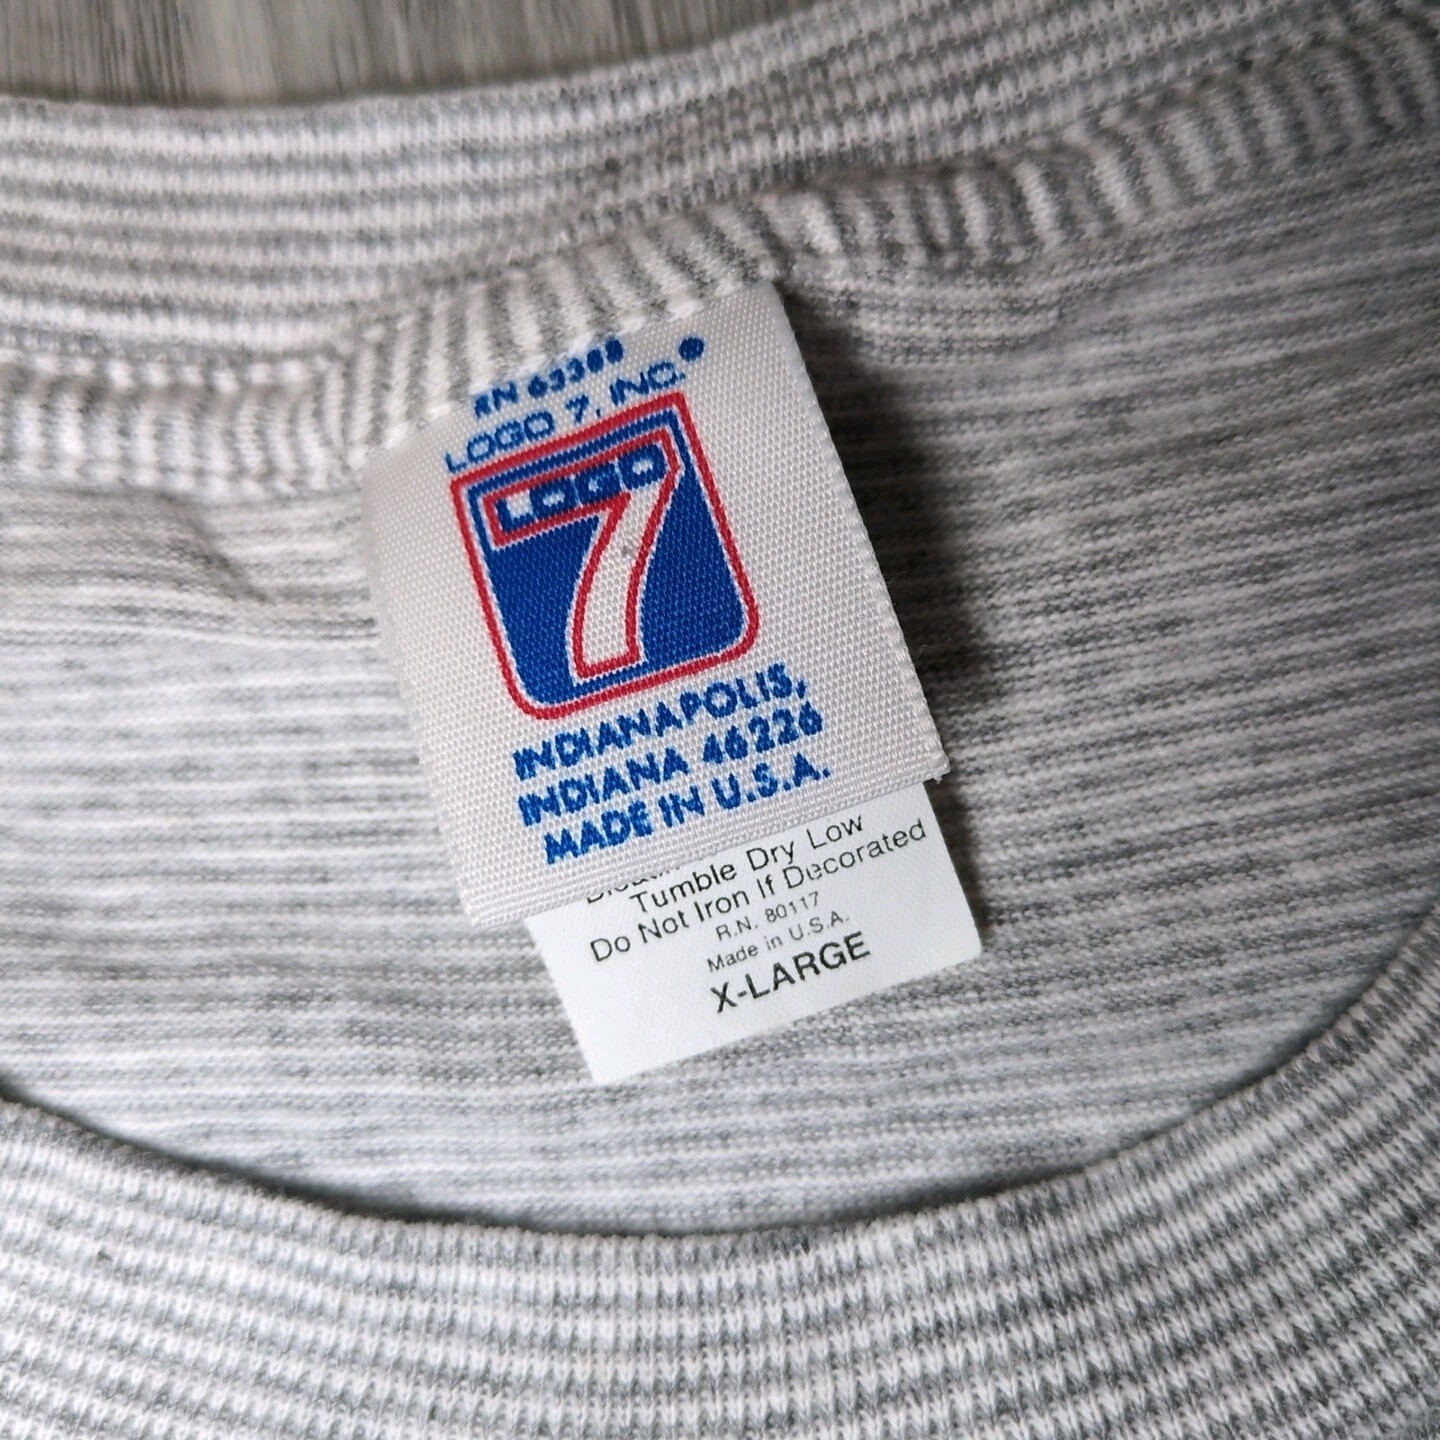 RN 63388
LOGO 7, INC.®
LOGO
7
INDIANAPOLIS,
INDIANA 46226
MADE IN U.S.A.
Tumble Dry Low
Do Not Iron If Decorated
R.N. 80117
Made in U.S.A.
X-LARGE